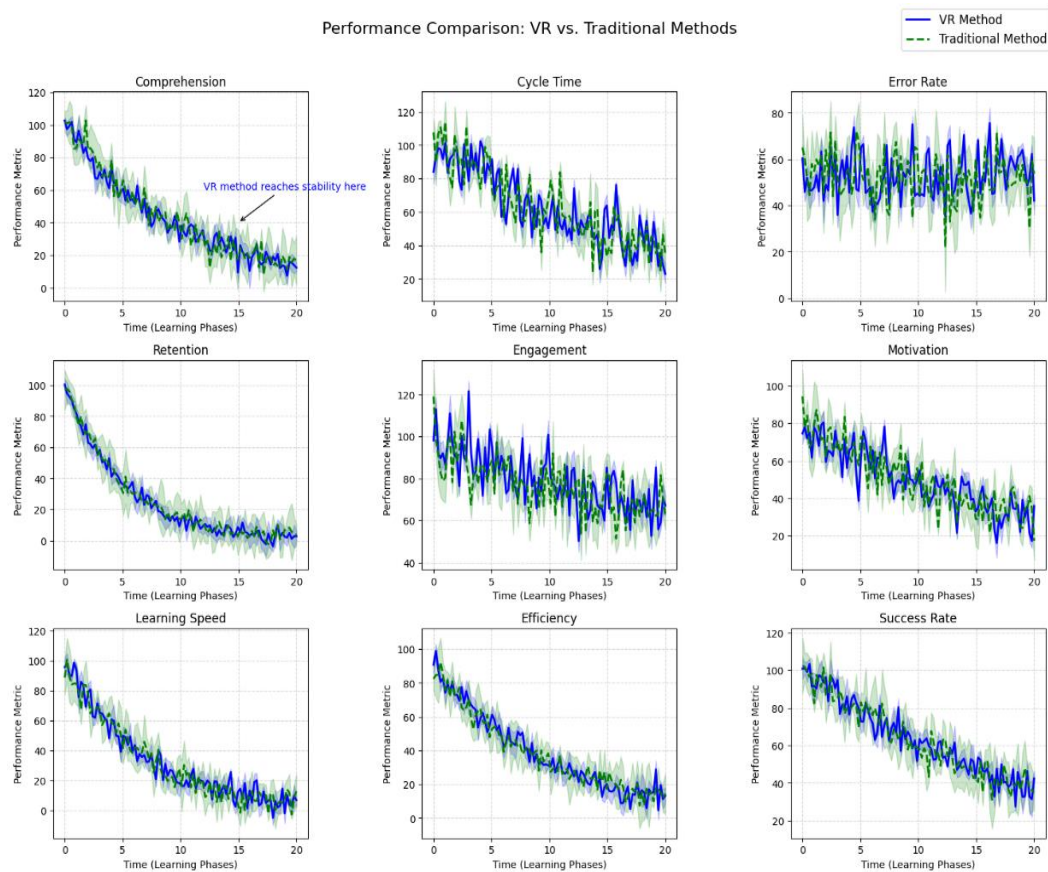 Performance Comparison: VR vs. Traditional Methods
VR Method
Traditional Method
Comprehension
Performance Metric
120
100
80
60
40
20
0
VR method reaches stability here
0 5 10 15 20
Time (Learning Phases)
Cycle Time
Performance Metric
120
100
80
60
40
20
0 5 10 15 20
Time (Learning Phases)
Error Rate
Performance Metric
80
60
40
20
0
0 5 10 15 20
Time (Learning Phases)
Retention
Performance Metric
100
80
60
40
20
0
0 5 10 15 20
Time (Learning Phases)
Engagement
Performance Metric
120
100
80
60
40
0 5 10 15 20
Time (Learning Phases)
Motivation
Performance Metric
100
80
60
40
20
0 5 10 15 20
Time (Learning Phases)
Learning Speed
Performance Metric
120
100
80
60
40
20
0
0 5 10 15 20
Time (Learning Phases)
Efficiency
Performance Metric
100
80
60
40
20
0
0 5 10 15 20
Time (Learning Phases)
Success Rate
Performance Metric
120
100
80
60
40
20
0 5 10 15 20
Time (Learning Phases)